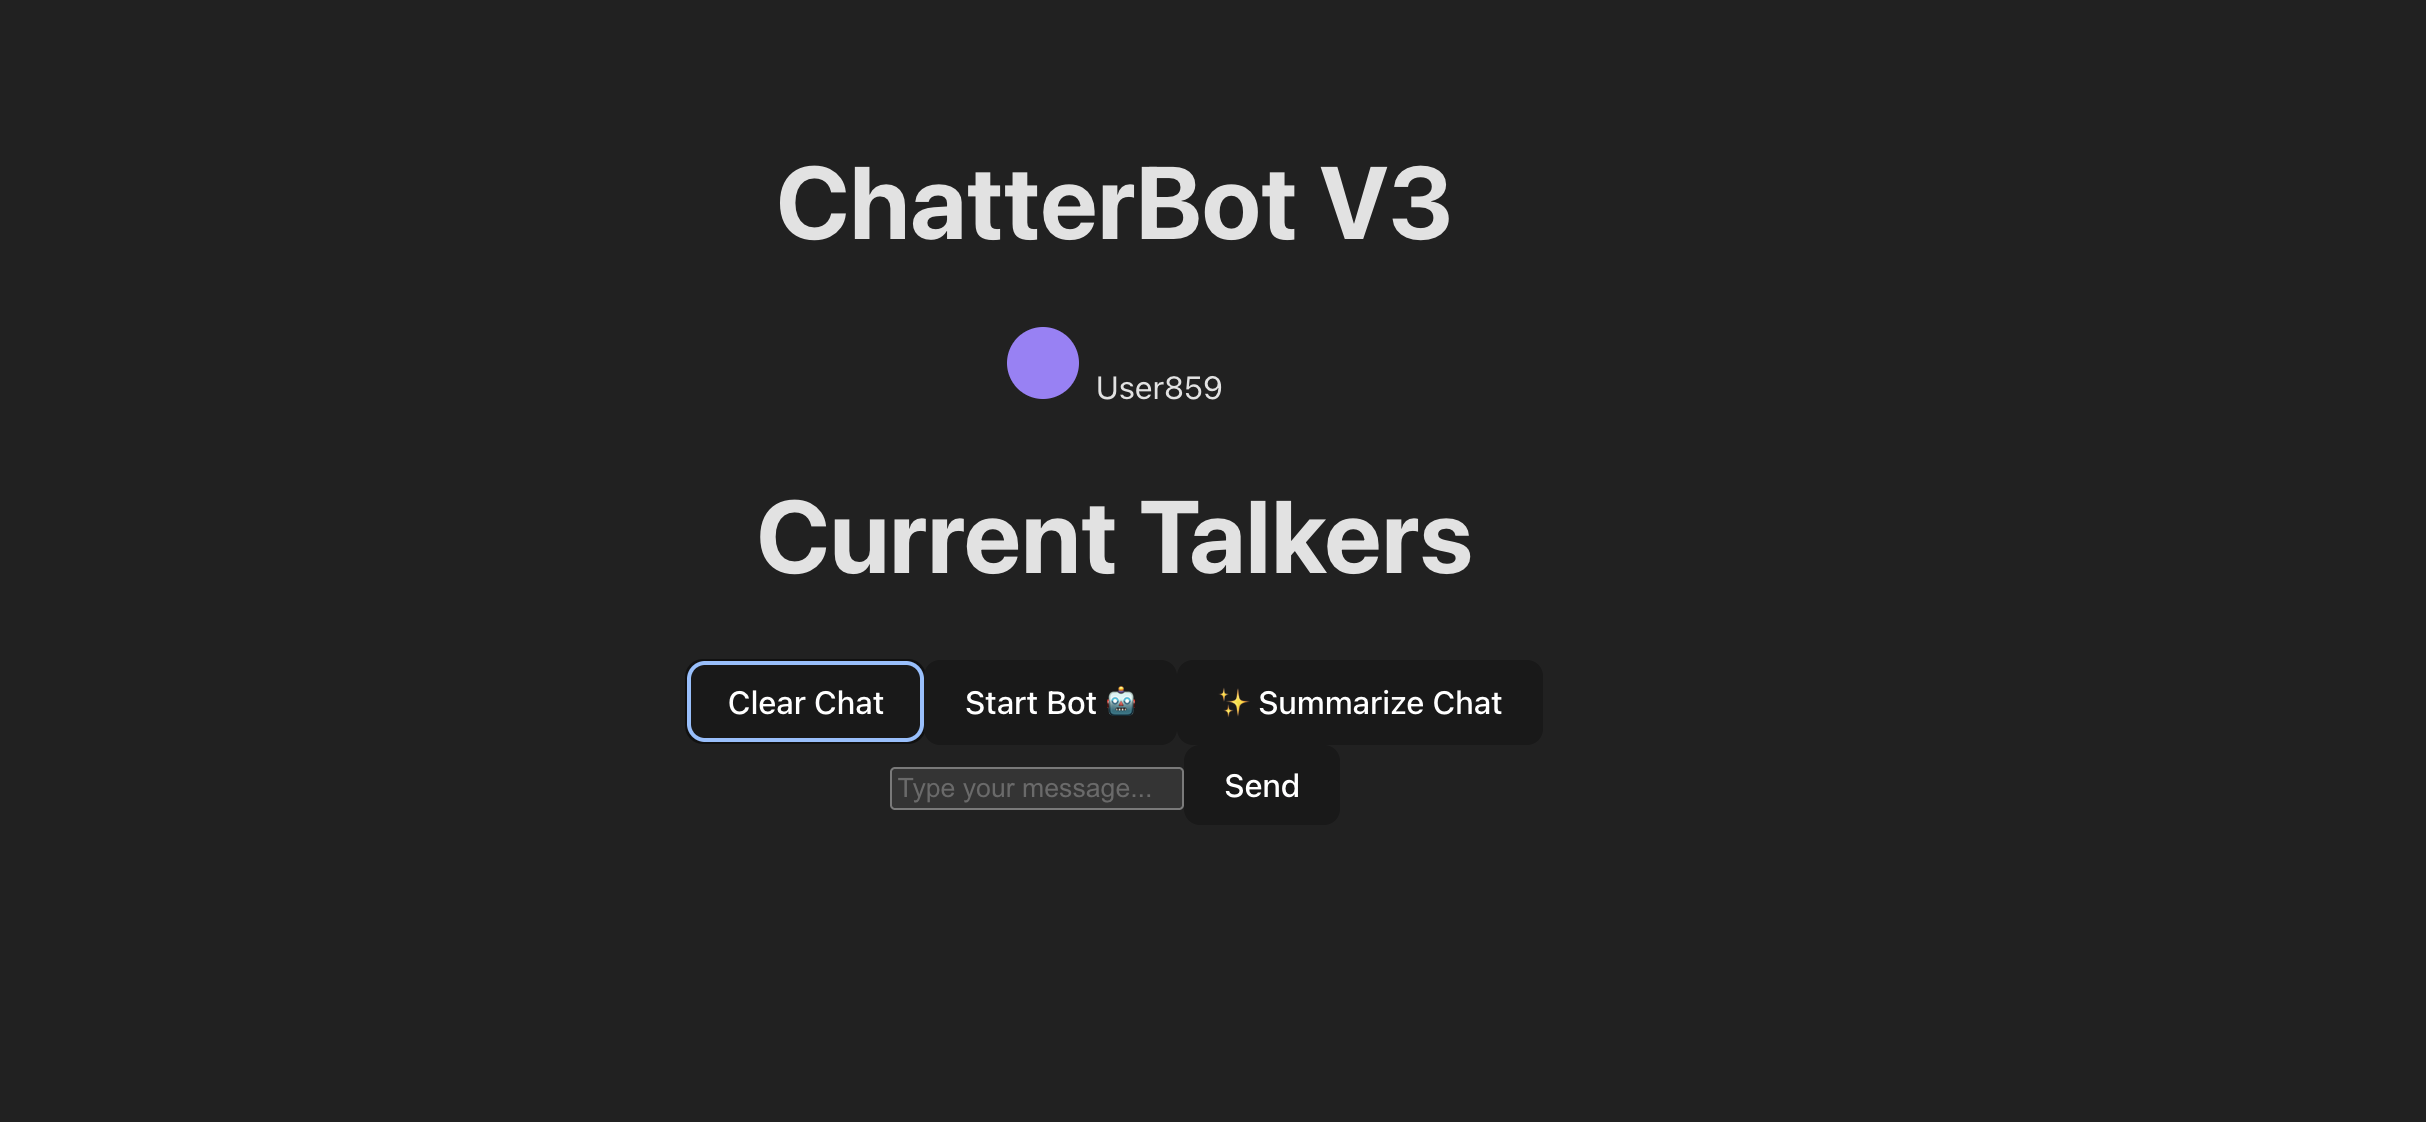 ChatterBot V3
User859
Current Talkers
Clear Chat Start Bot 🤖 ✨ Summarize Chat
Type your message... Send